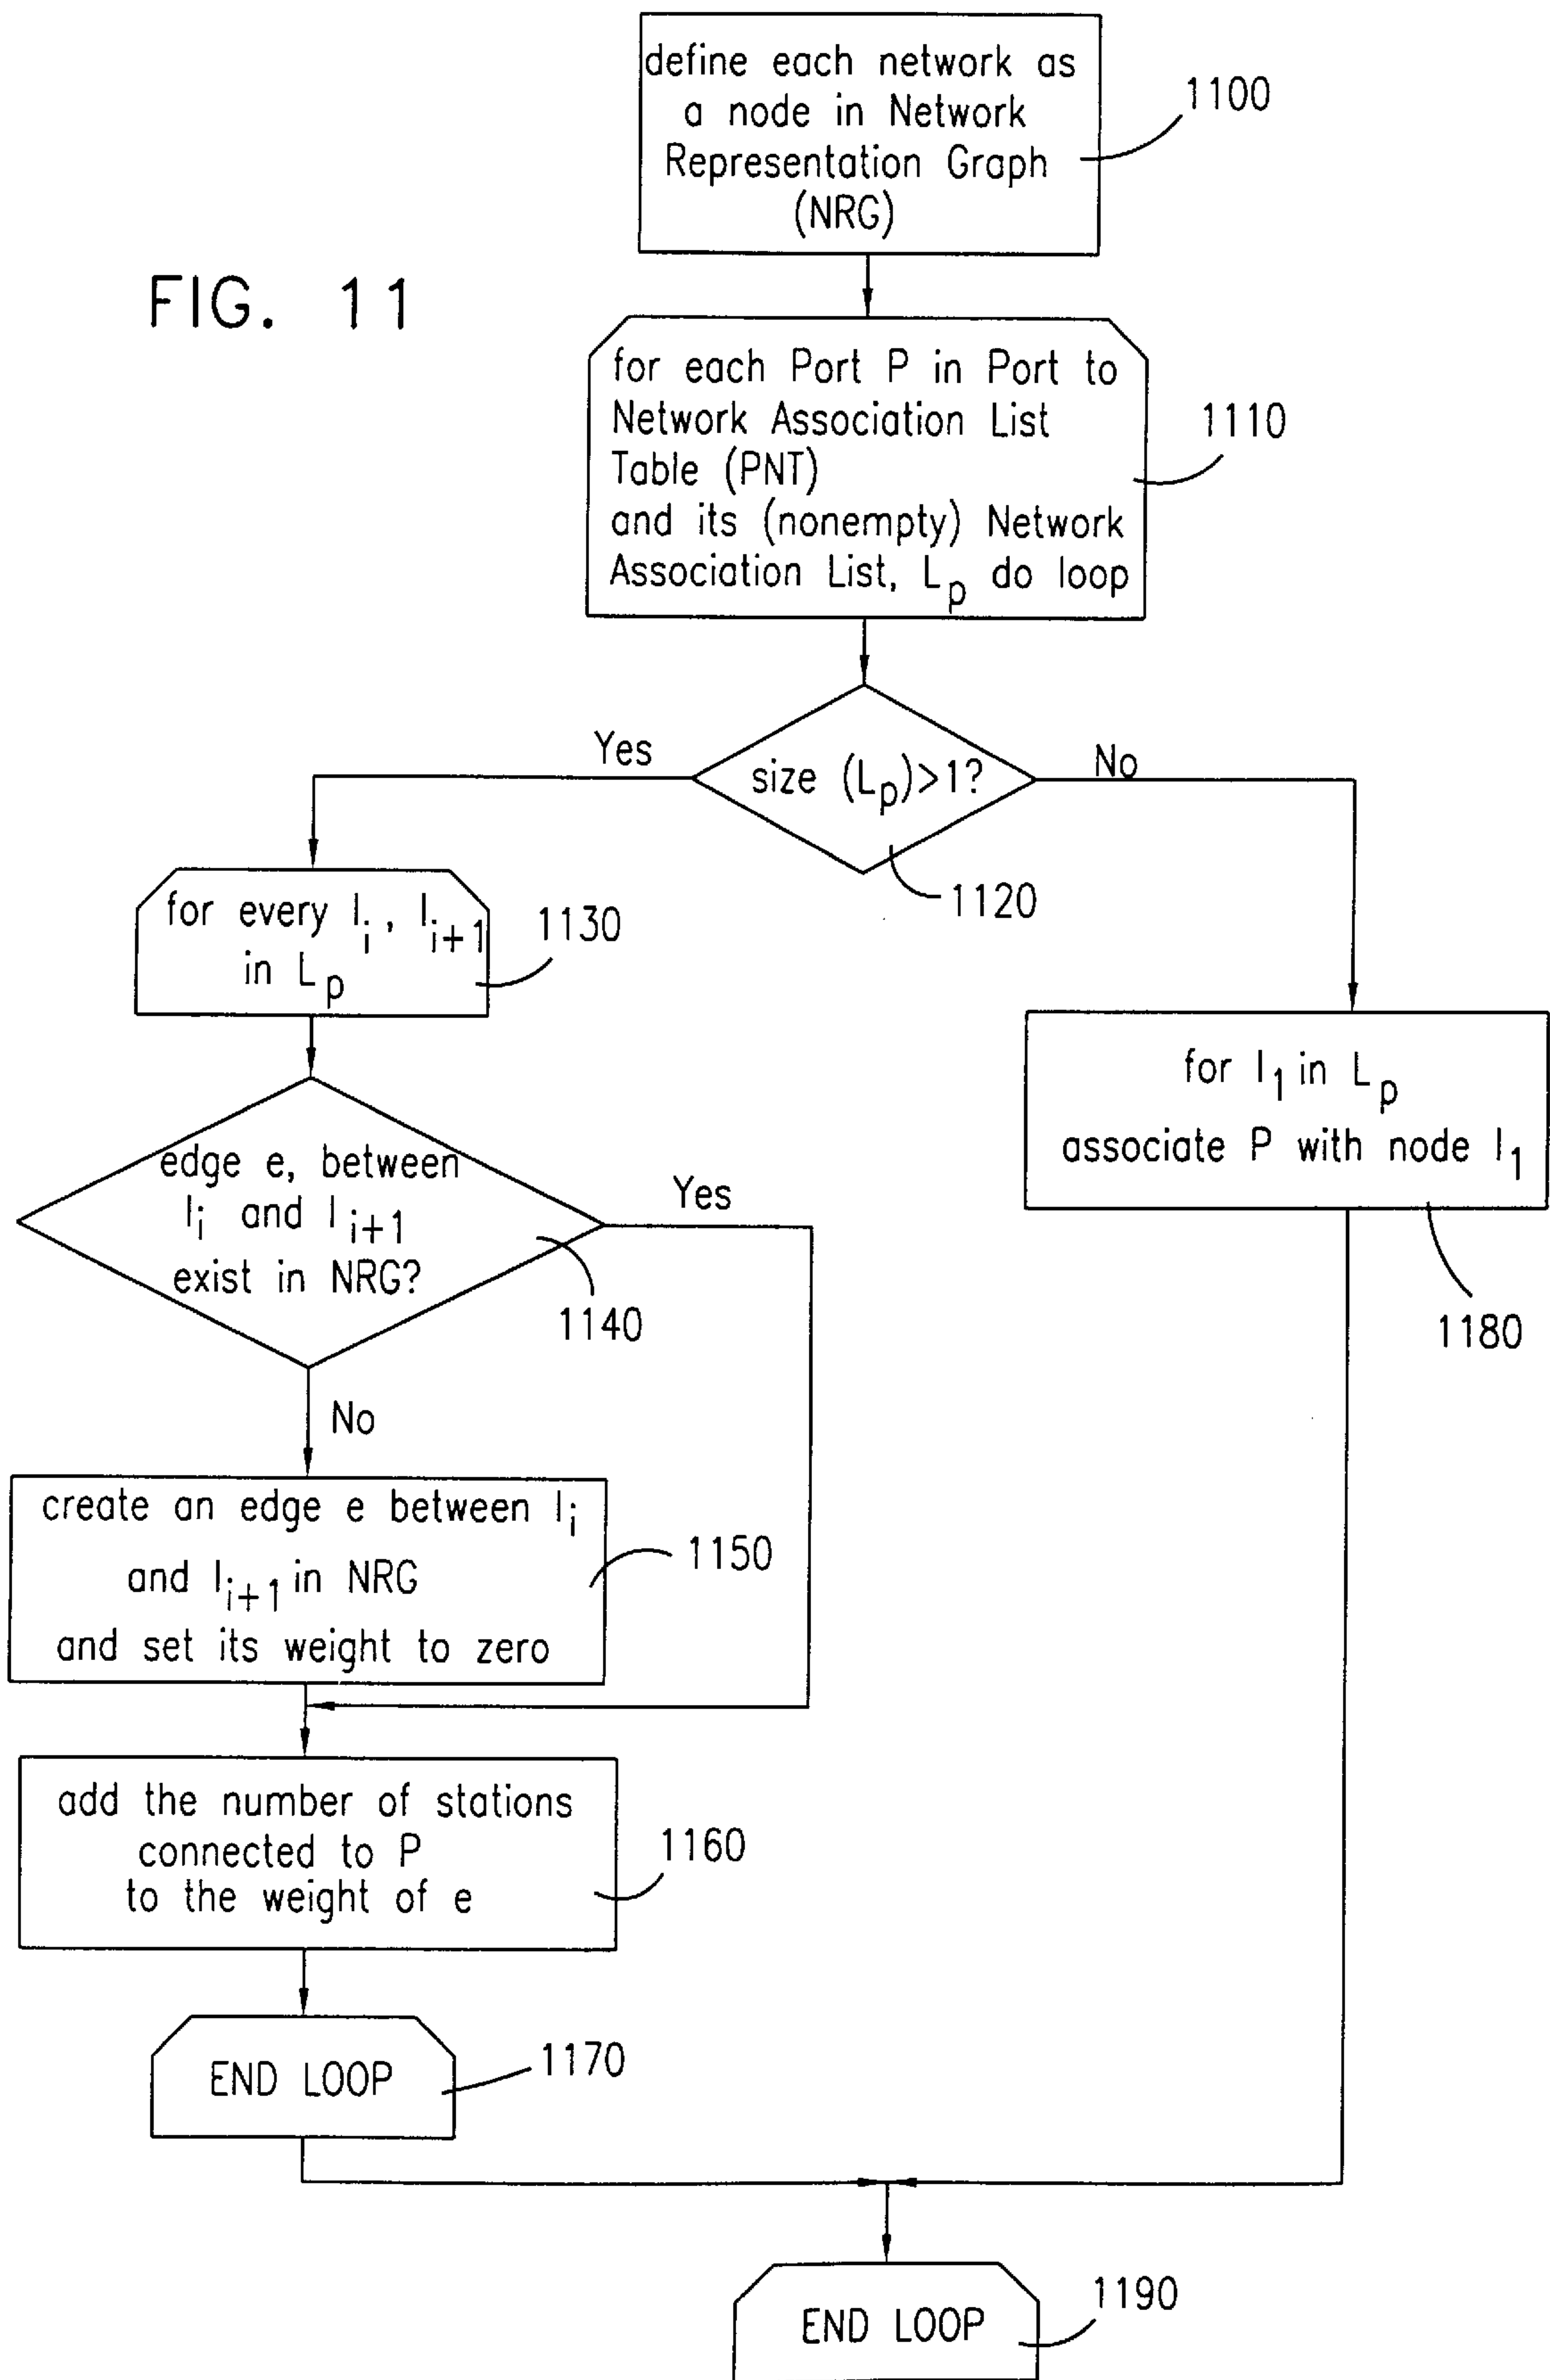 FIG. 11
define each network as
a node in Network
Representation Graph
(NRG)
1100
for each Port P in Port to
Network Association List
Table (PNT)
and its (nonempty) Network
Association List, Lp do loop
1110
size (Lp)>1?
Yes
No
1120
for every li, li+1
in Lp
1130
edge e, between
li and li+1
exist in NRG?
Yes
1140
No
for l1 in Lp
associate P with node l1
1180
create an edge e between li
and li+1 in NRG
and set its weight to zero
1150
add the number of stations
connected to P
to the weight of e
1160
END LOOP
1170
END LOOP
1190